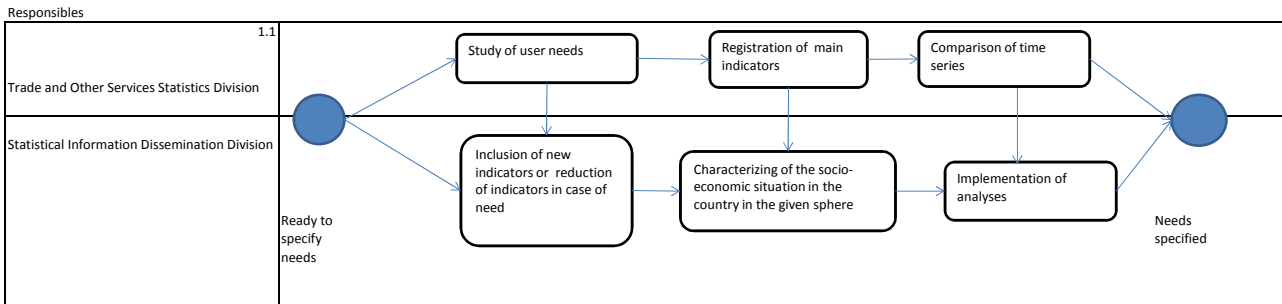 Responsibles
1.1
Trade and Other Services Statistics Division
Study of user needs
Registration of main
indicators
Comparison of time
series
Statistical Information Dissemination Division
Inclusion of new
indicators or reduction
of indicators in case of
need
Characterizing of the socio-
economic situation in the
country in the given sphere
Implementation of
analyses
Ready to
specify
needs
Needs
specified